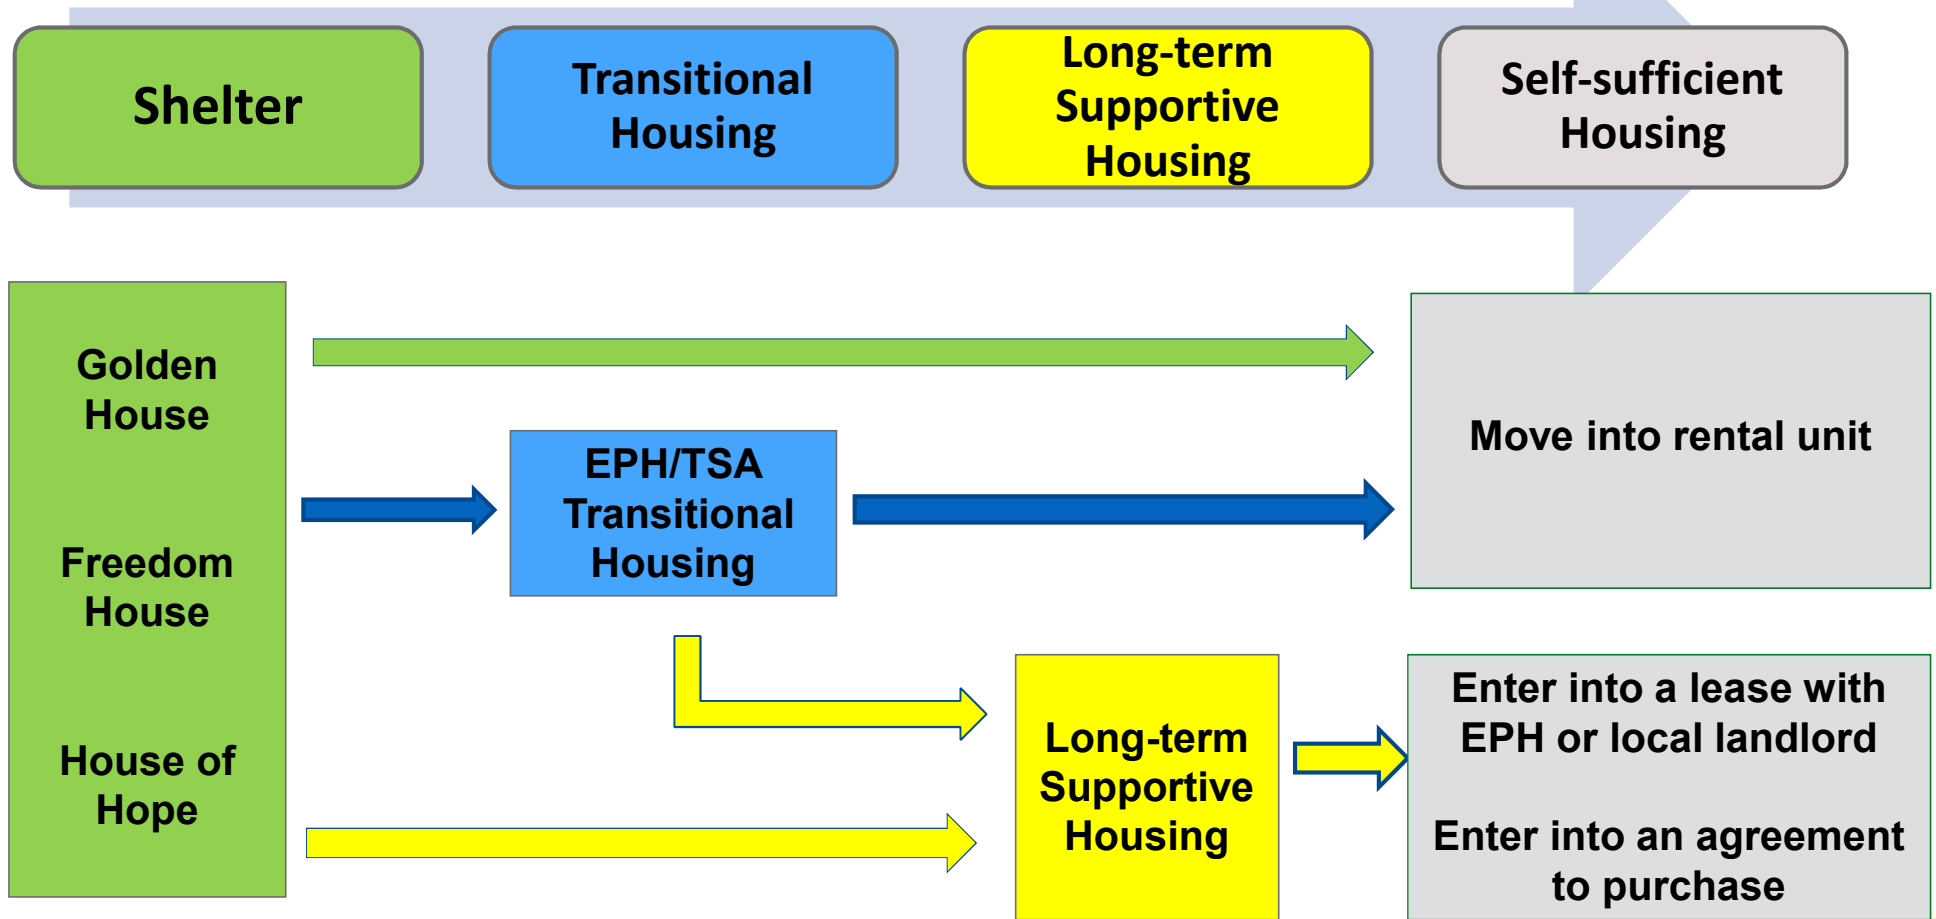 Shelter
Transitional
Housing
Long-term
Supportive
Housing
Self-sufficient
Housing
Golden
House
Freedom
House
House of
Hope
EPH/TSA
Transitional
Housing
Long-term
Supportive
Housing
Move into rental unit
Enter into a lease with
EPH or local landlord
Enter into an agreement
to purchase